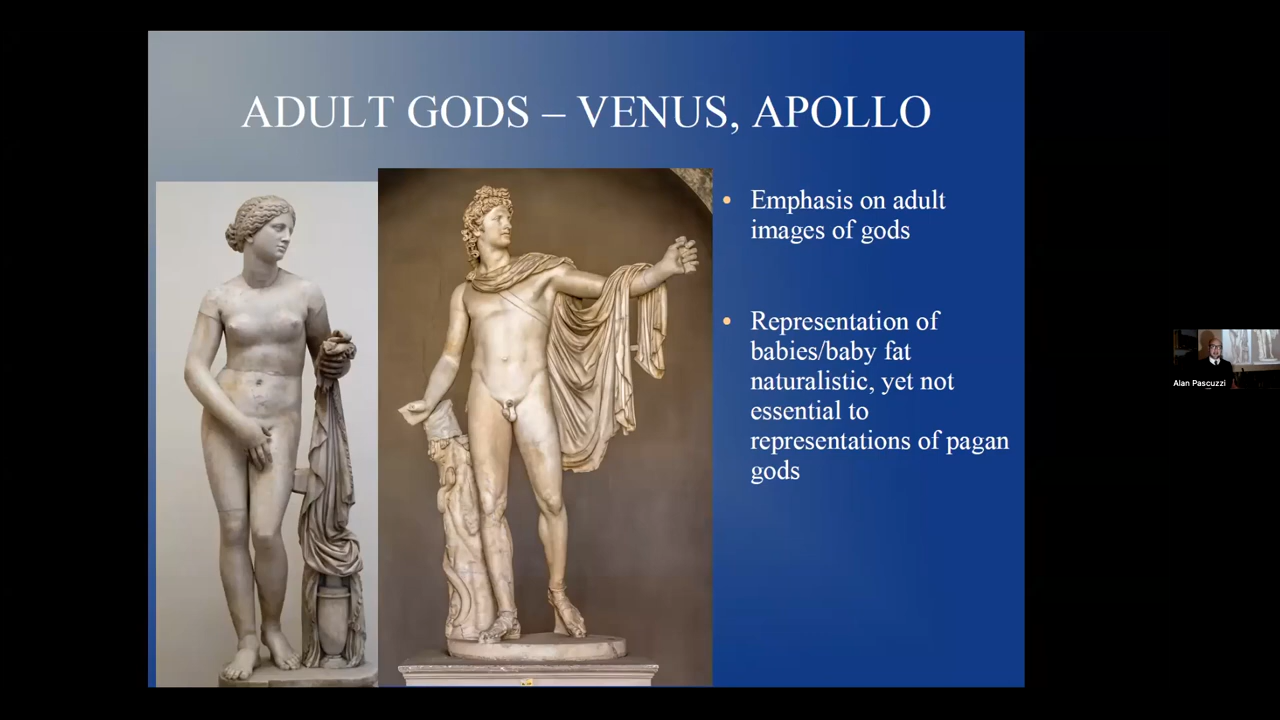 ADULT GODS – VENUS, APOLLO
• Emphasis on adult
images of gods
• Representation of
babies/baby fat
naturalistic, yet not
essential to
representations of pagan
gods
Alan Pascuzzi